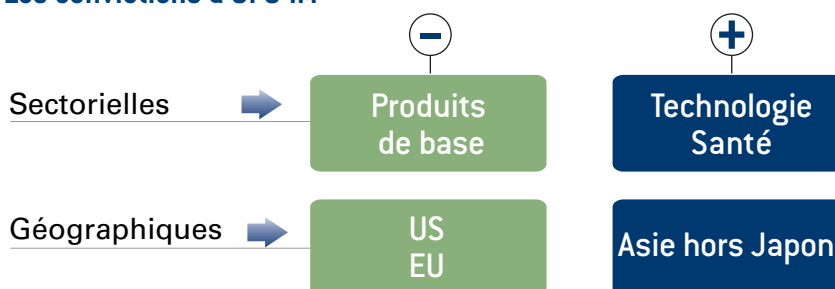 Sectorielles
Produits
de base
Technologie
Santé
Géographiques
US
EU
Asie hors Japon